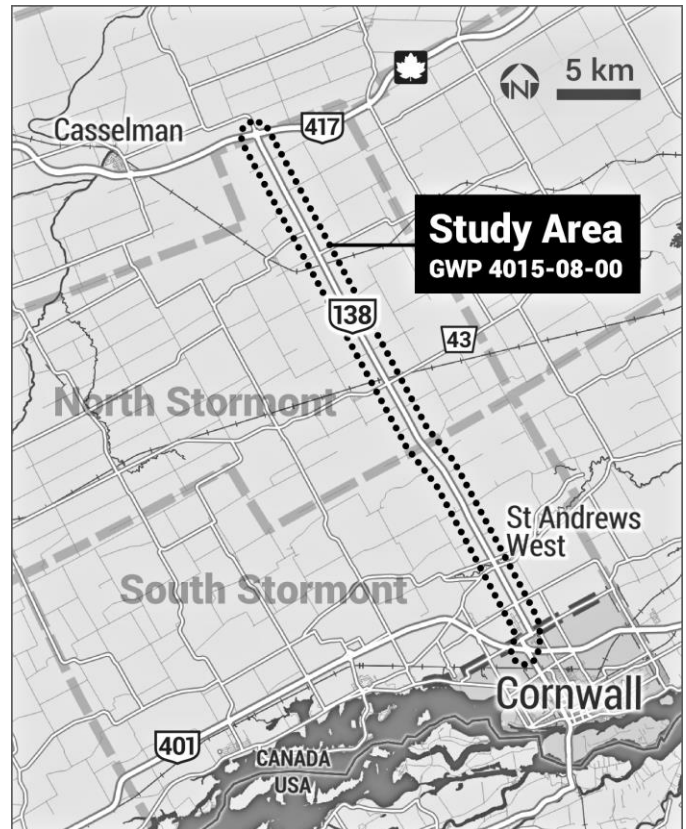 N
5 km
Casselman
417
Study Area
GWP 4015-08-00
138
43
North Stormont
St Andrews
West
South Stormont
Cornwall
401
CANADA
USA